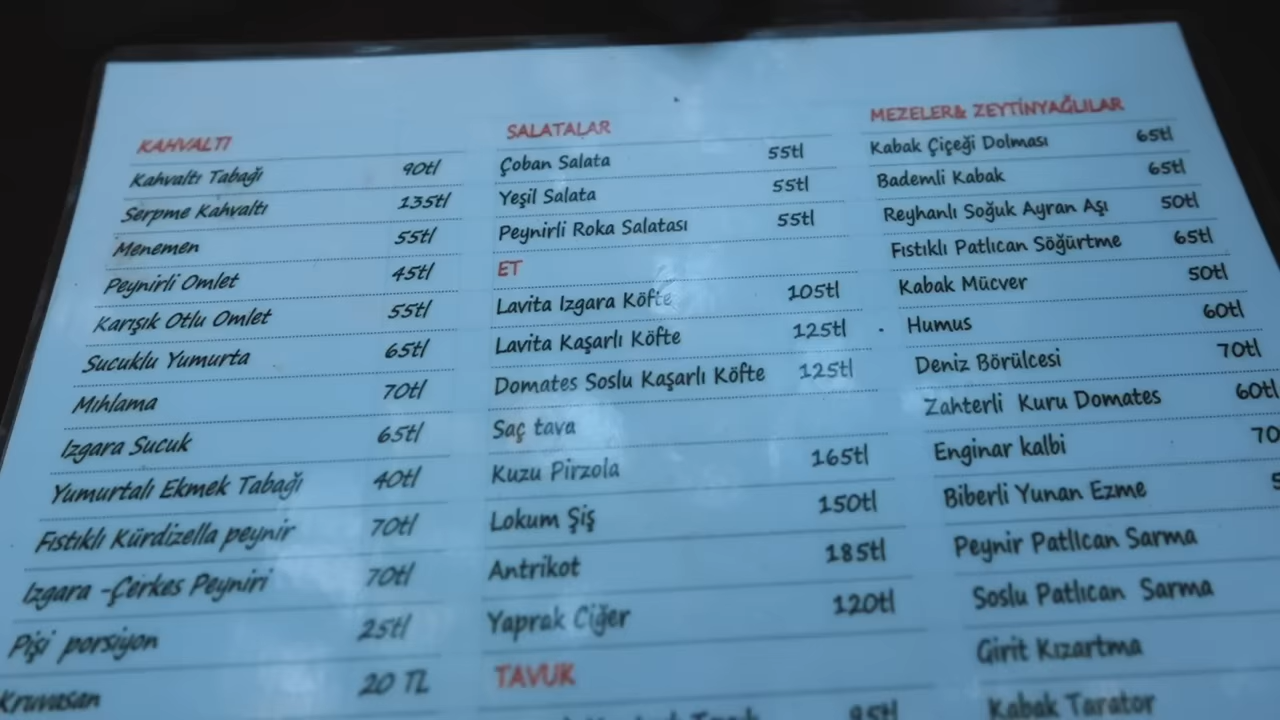 KAHVALTI
Kahvaltı Tabağı 90tl
Serpme Kahvaltı 135tl
Menemen 55tl
Peynirli Omlet 45tl
Karışık Otlu Omlet 55tl
Sucuklu Yumurta 65tl
Mıhlama 70tl
Izgara Sucuk 65tl
Yumurtalı Ekmek Tabağı 40tl
Fıstıklı Kürdizella peynir 70tl
Izgara -Çerkes Peyniri 70tl
Pişi porsiyon 25tl
Kruvasan 20 TL
SALATALAR
Çoban Salata 55tl
Yeşil Salata 55tl
Peynirli Roka Salatası 55tl
ET
Lavita Izgara Köfte 105tl
Lavita Kaşarlı Köfte 125tl
Domates Soslu Kaşarlı Köfte 125tl
Saç tava
Kuzu Pirzola 165tl
Lokum Şiş 150tl
Antrikot 185tl
Yaprak Ciğer 120tl
TAVUK
95tl
MEZELER& ZEYTİNYAĞLILAR
Kabak Çiçeği Dolması 65tl
Bademli Kabak 65tl
Reyhanlı Soğuk Ayran Aşı 50tl
Fıstıklı Patlıcan Söğürtme 65tl
Kabak Mücver 50tl
Humus 60tl
Deniz Börülcesi 70tl
Zahterli Kuru Domates 60tl
Enginar kalbi 70
Biberli Yunan Ezme
Peynir Patlıcan Sarma
Soslu Patlıcan Sarma
Girit Kızartma
Kabak Tarator